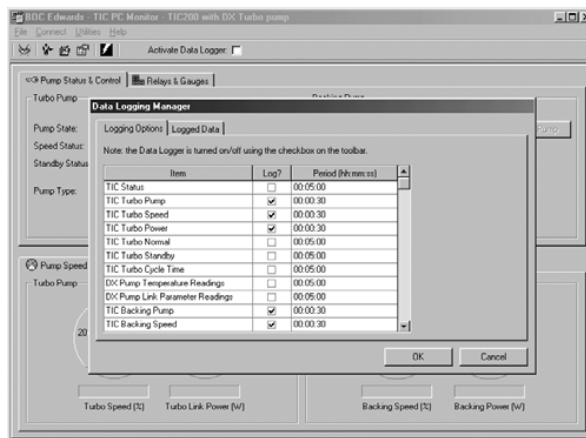 BOC Edwards - TIC PC Monitor - TIC200 with DX Turbo pump
File Connect Utilities Help
Activate Data Logger:
Pump Status & Control Relays & Gauges
Turbo Pump
Data Logging Manager
Pump State:
Speed Status:
Standby Status
Pump Type:
Logging Options Logged Data
Note: the Data Logger is turned on/off using the checkbox on the toolbar.
Item Log? Period (hh:mm:ss)
TIC Status 00:05:00
TIC Turbo Pump 00:00:30
TIC Turbo Speed 00:00:30
TIC Turbo Power 00:00:30
TIC Turbo Normal 00:05:00
TIC Turbo Standby 00:05:00
TIC Turbo Cycle Time 00:05:00
DX Pump Temperature Readings 00:05:00
DX Pump Link Parameter Readings 00:05:00
TIC Backing Pump 00:00:30
TIC Backing Speed 00:00:30
Pump
Pump Speed
Turbo Pump
20
OK Cancel
Turbo Speed (%) Turbo Link Power (W) Backing Speed (%) Backing Power (W)